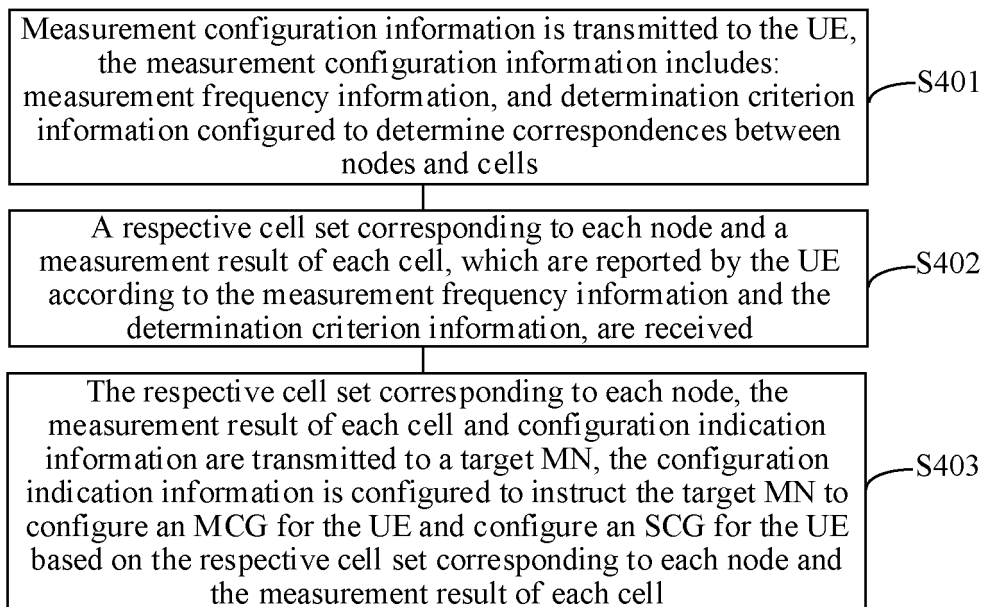 Measurement configuration information is transmitted to the UE,
the measurement configuration information includes:
measurement frequency information, and determination criterion
information configured to determine correspondences between
nodes and cells
S401
A respective cell set corresponding to each node and a
measurement result of each cell, which are reported by the UE
according to the measurement frequency information and the
determination criterion information, are received
S402
The respective cell set corresponding to each node, the
measurement result of each cell and configuration indication
information are transmitted to a target MN, the configuration
indication information is configured to instruct the target MN to
configure an MCG for the UE and configure an SCG for the UE
based on the respective cell set corresponding to each node and
the measurement result of each cell
S403